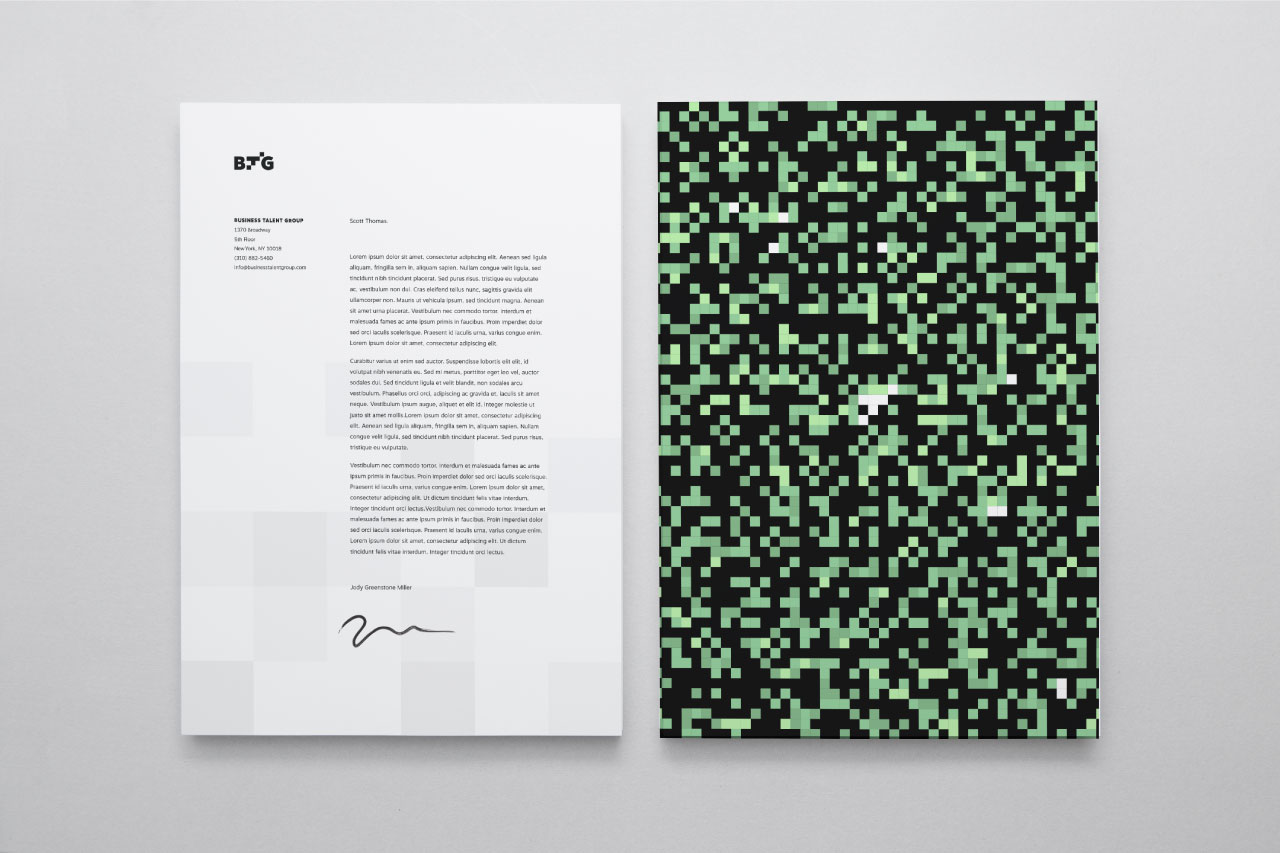 BTG
BUSINESS TALENT GROUP
1370 Broadway
5th Floor
New York, NY 10018
(310) 882-5460
info@businesstalentgroup.com
Scott Thomas.
Lorem ipsum dolor sit amet, consectetur adipiscing elit. Aenean sed ligula
aliquam, fringilla sem in, aliquam sapien. Nullam congue velit ligula, sed
tincidunt nibh tincidunt placerat. Sed purus risus, tristique eu vulputate
ac, vestibulum non dui. Cras eleifend tellus nunc, sagittis gravida elit
ullamcorper non. Mauris ut vehicula ipsum, sed tincidunt magna. Aenean
sit amet urna placerat. Vestibulum nec commodo tortor. Interdum et
malesuada fames ac ante ipsum primis in faucibus. Proin imperdiet dolor
sed orci iaculis scelerisque. Praesent id iaculis urna, varius congue enim.
Lorem ipsum dolor sit amet, consectetur adipiscing elit.
Curabitur varius ut enim sed auctor. Suspendisse lobortis elit elit, id
volutpat nibh venenatis eu. Sed mi metus, porttitor eget leo vel, auctor
sodales dui. Sed tincidunt ligula et velit blandit, non sodales arcu
vestibulum. Phasellus orci orci, adipiscing ac gravida et, iaculis sit amet
neque. Vestibulum ipsum augue, aliquet et elit id, integer molestie ut
justo sit amet mollis.Lorem ipsum dolor sit amet, consectetur adipiscing
elit. Aenean sed ligula aliquam, fringilla sem in, aliquam sapien. Nullam
congue velit ligula, sed tincidunt nibh tincidunt placerat. Sed purus risus,
tristique eu vulputate.
Vestibulum nec commodo tortor. Interdum et malesuada fames ac ante
ipsum primis in faucibus. Proin imperdiet dolor sed orci iaculis scelerisque.
Praesent id iaculis urna, varius congue enim. Lorem ipsum dolor sit amet,
consectetur adipiscing elit. Ut dictum tincidunt felis vitae interdum.
Integer tincidunt orci lectus.Vestibulum nec commodo tortor. Interdum et
malesuada fames ac ante ipsum primis in faucibus. Proin imperdiet dolor
sed orci iaculis scelerisque. Praesent id iaculis urna, varius congue enim.
Lorem ipsum dolor sit amet, consectetur adipiscing elit. Ut dictum
tincidunt felis vitae interdum. Integer tincidunt orci lectus.
Jody Greenstone Miller